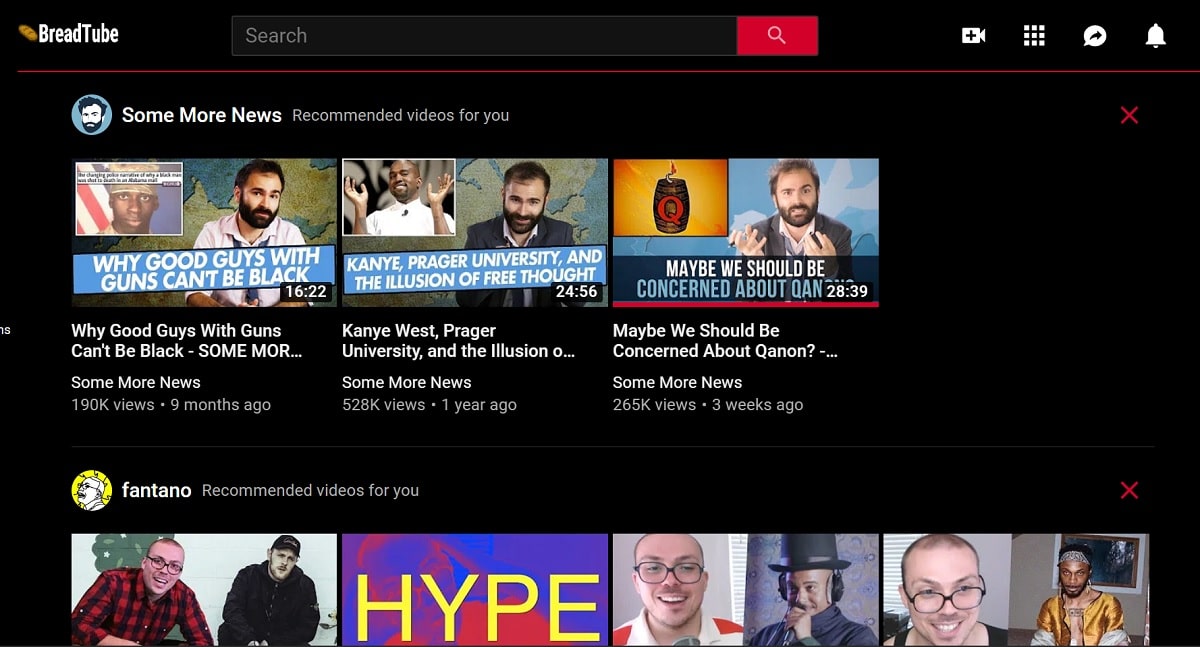 BreadTube
Search
Some More News Recommended videos for you
WHY GOOD GUYS WITH
GUNS CAN'T BE BLACK
16:22
KANYE, PRAGER UNIVERSITY, AND
THE ILLUSION OF FREE THOUGHT
24:56
Q
MAYBE WE SHOULD BE
CONCERNED ABOUT
28:39
ns
Why Good Guys With Guns
Can't Be Black - SOME MOR...
Some More News
190K views • 9 months ago
Kanye West, Prager
University, and the Illusion o...
Some More News
528K views • 1 year ago
Maybe We Should Be
Concerned About Qanon? -...
Some More News
265K views • 3 weeks ago
fantano Recommended videos for you
HYPE